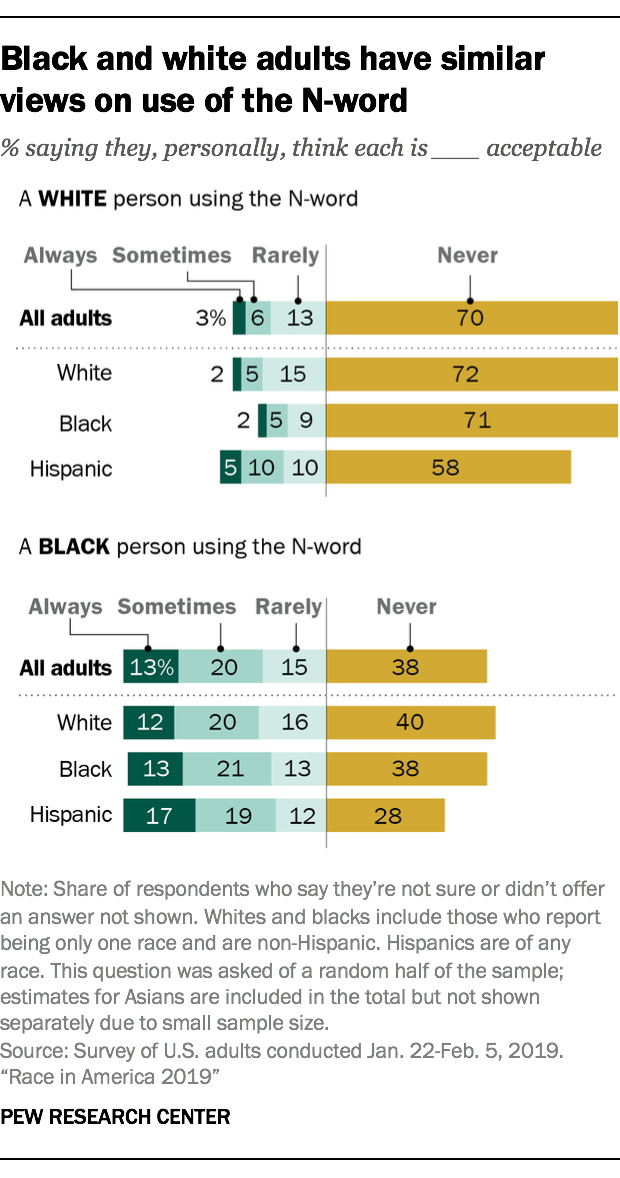 Black and white adults have similar
views on use of the N-word
% saying they, personally, think each is ___ acceptable
A WHITE person using the N-word
Always Sometimes Rarely Never
All adults 3% 6 13 70
White 2 5 15 72
Black 2 5 9 71
Hispanic 5 10 10 58
A BLACK person using the N-word
Always Sometimes Rarely Never
All adults 13% 20 15 38
White 12 20 16 40
Black 13 21 13 38
Hispanic 17 19 12 28
Note: Share of respondents who say they’re not sure or didn’t offer
an answer not shown. Whites and blacks include those who report
being only one race and are non-Hispanic. Hispanics are of any
race. This question was asked of a random half of the sample;
estimates for Asians are included in the total but not shown
separately due to small sample size.
Source: Survey of U.S. adults conducted Jan. 22-Feb. 5, 2019.
“Race in America 2019”
PEW RESEARCH CENTER